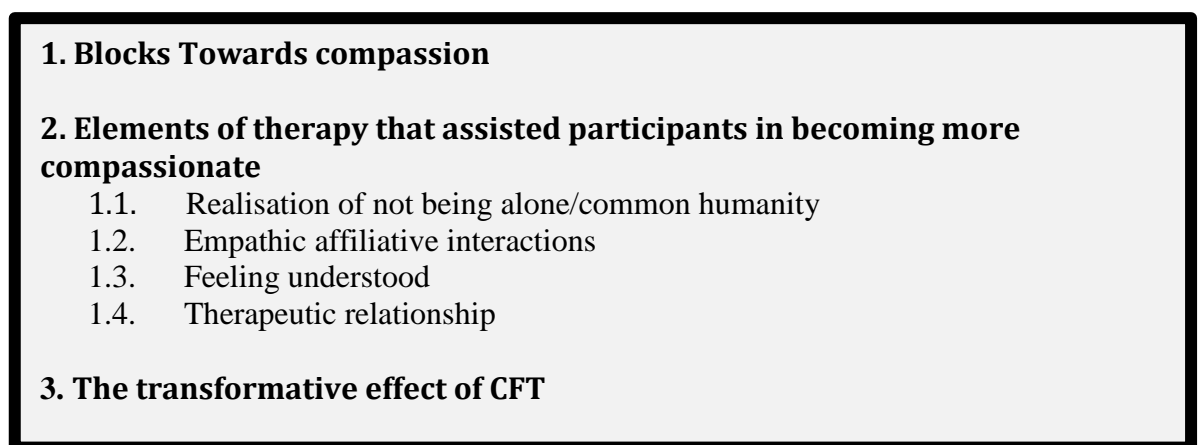 1. Blocks Towards compassion
2. Elements of therapy that assisted participants in becoming more
compassionate
1.1. Realisation of not being alone/common humanity
1.2. Empathic affiliative interactions
1.3. Feeling understood
1.4. Therapeutic relationship
3. The transformative effect of CFT